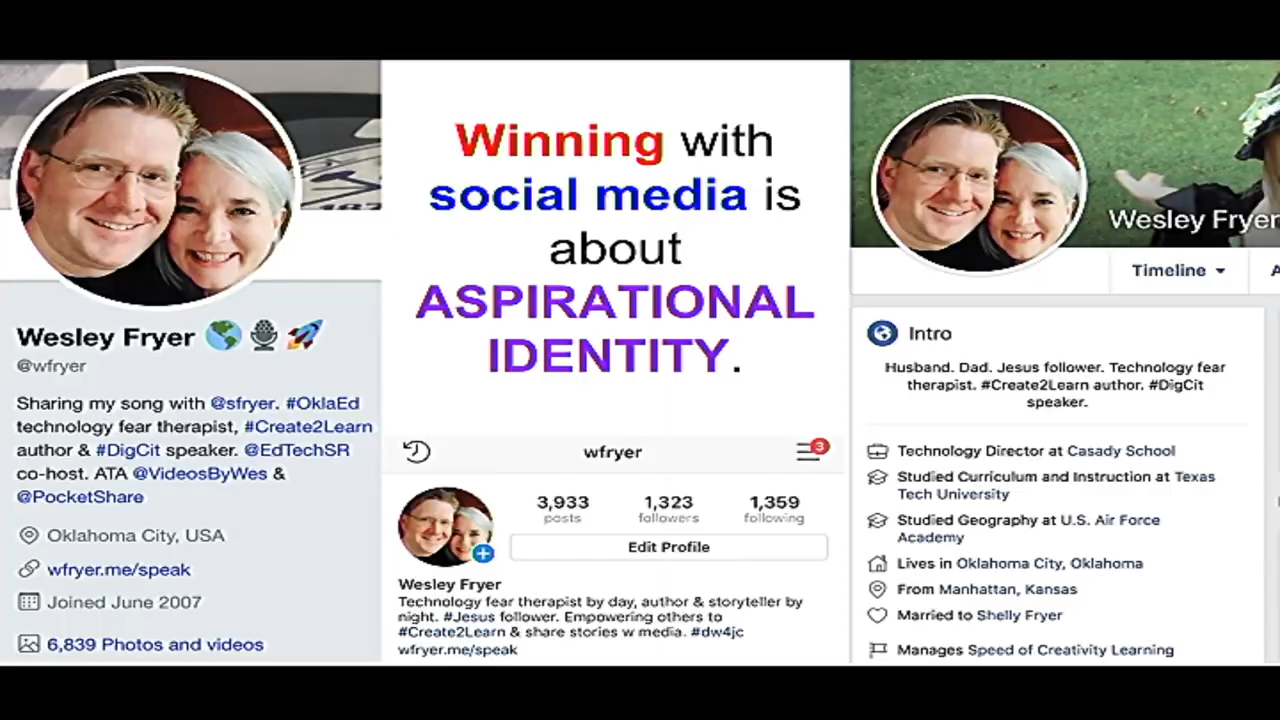 Wesley Fryer
@wfryer
Sharing my song with @sfryer. #OklaEd
technology fear therapist, #Create2Learn
author & #DigCit speaker. @EdTechSR
co-host. ATA @VideosByWes &
@PocketShare
Oklahoma City, USA
wfryer.me/speak
Joined June 2007
6,839 Photos and videos
Winning with
social media is
about
ASPIRATIONAL
IDENTITY.
wfryer
3
3,933 1,323 1,359
posts followers following
Edit Profile
Wesley Fryer
Technology fear therapist by day, author & storyteller by
night. #Jesus follower. Empowering others to
#Create2Learn & share stories w media. #dw4jc
wfryer.me/speak
Wesley Fryer
Timeline A
Intro
Husband. Dad. Jesus follower. Technology fear
therapist. #Create2Learn author. #DigCit
speaker.
Technology Director at Casady School
Studied Curriculum and Instruction at Texas
Tech University
Studied Geography at U.S. Air Force
Academy
Lives in Oklahoma City, Oklahoma
From Manhattan, Kansas
Married to Shelly Fryer
Manages Speed of Creativity Learning